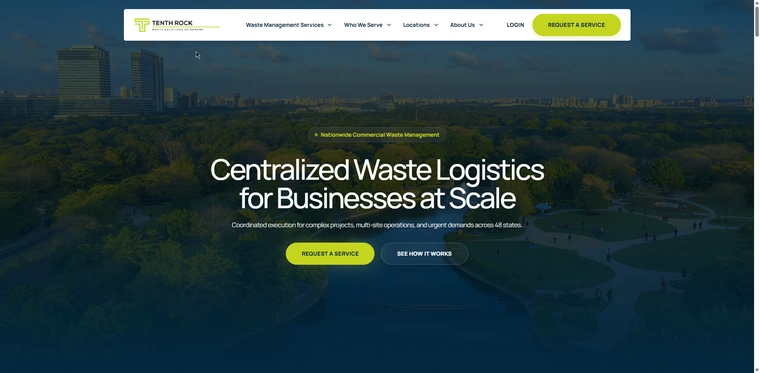 TENTH ROCK
Waste Management Services
Who We Serve
Locations
About Us
LOGIN
REQUEST A SERVICE
Nationwide Commercial Waste Management
Centralized Waste Logistics
for Businesses at Scale
Coordinated execution for complex projects, multi-site operations, and urgent demands across 48 states.
REQUEST A SERVICE
SEE HOW IT WORKS